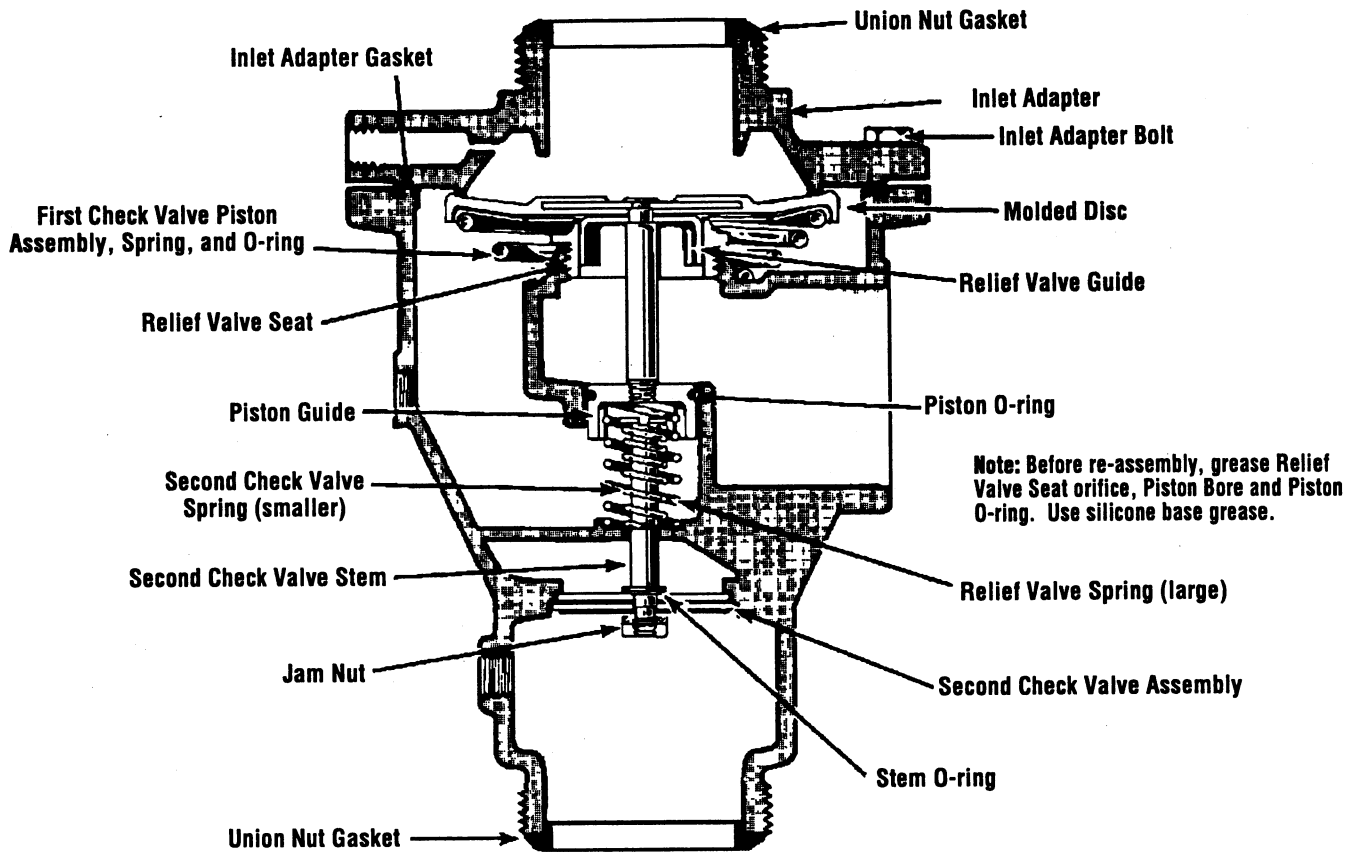 Union Nut Gasket
Inlet Adapter Gasket
Inlet Adapter
Inlet Adapter Bolt
First Check Valve Piston
Assembly, Spring, and O-ring
Molded Disc
Relief Valve Guide
Relief Valve Seat
Piston Guide
Piston O-ring
Note: Before re-assembly, grease Relief
Valve Seat orifice, Piston Bore and Piston
O-ring. Use silicone base grease.
Second Check Valve
Spring (smaller)
Second Check Valve Stem
Relief Valve Spring (large)
Jam Nut
Second Check Valve Assembly
Stem O-ring
Union Nut Gasket